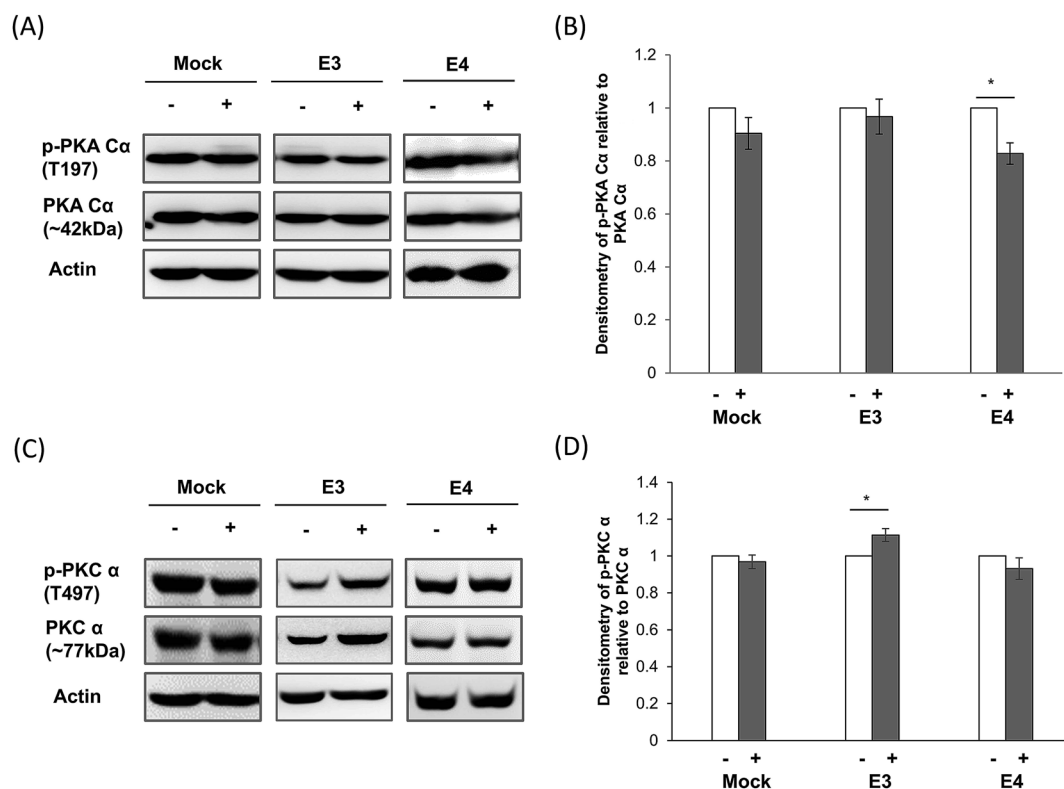 (A)
Mock E3 E4
- + - + - +
p-PKA Cα
(T197)
PKA Cα
(~42kDa)
Actin
(B)
Densitometry of p-PKA Cα relative to
PKA Cα
1.2
1
0.8
0.6
0.4
0.2
0
*
- + - + - +
Mock E3 E4
(C)
Mock E3 E4
- + - + - +
p-PKC α
(T497)
PKC α
(~77kDa)
Actin
(D)
Densitometry of p-PKC α
relative to PKC α
1.4
1.2
1
0.8
0.6
0.4
0.2
0
*
- + - + - +
Mock E3 E4